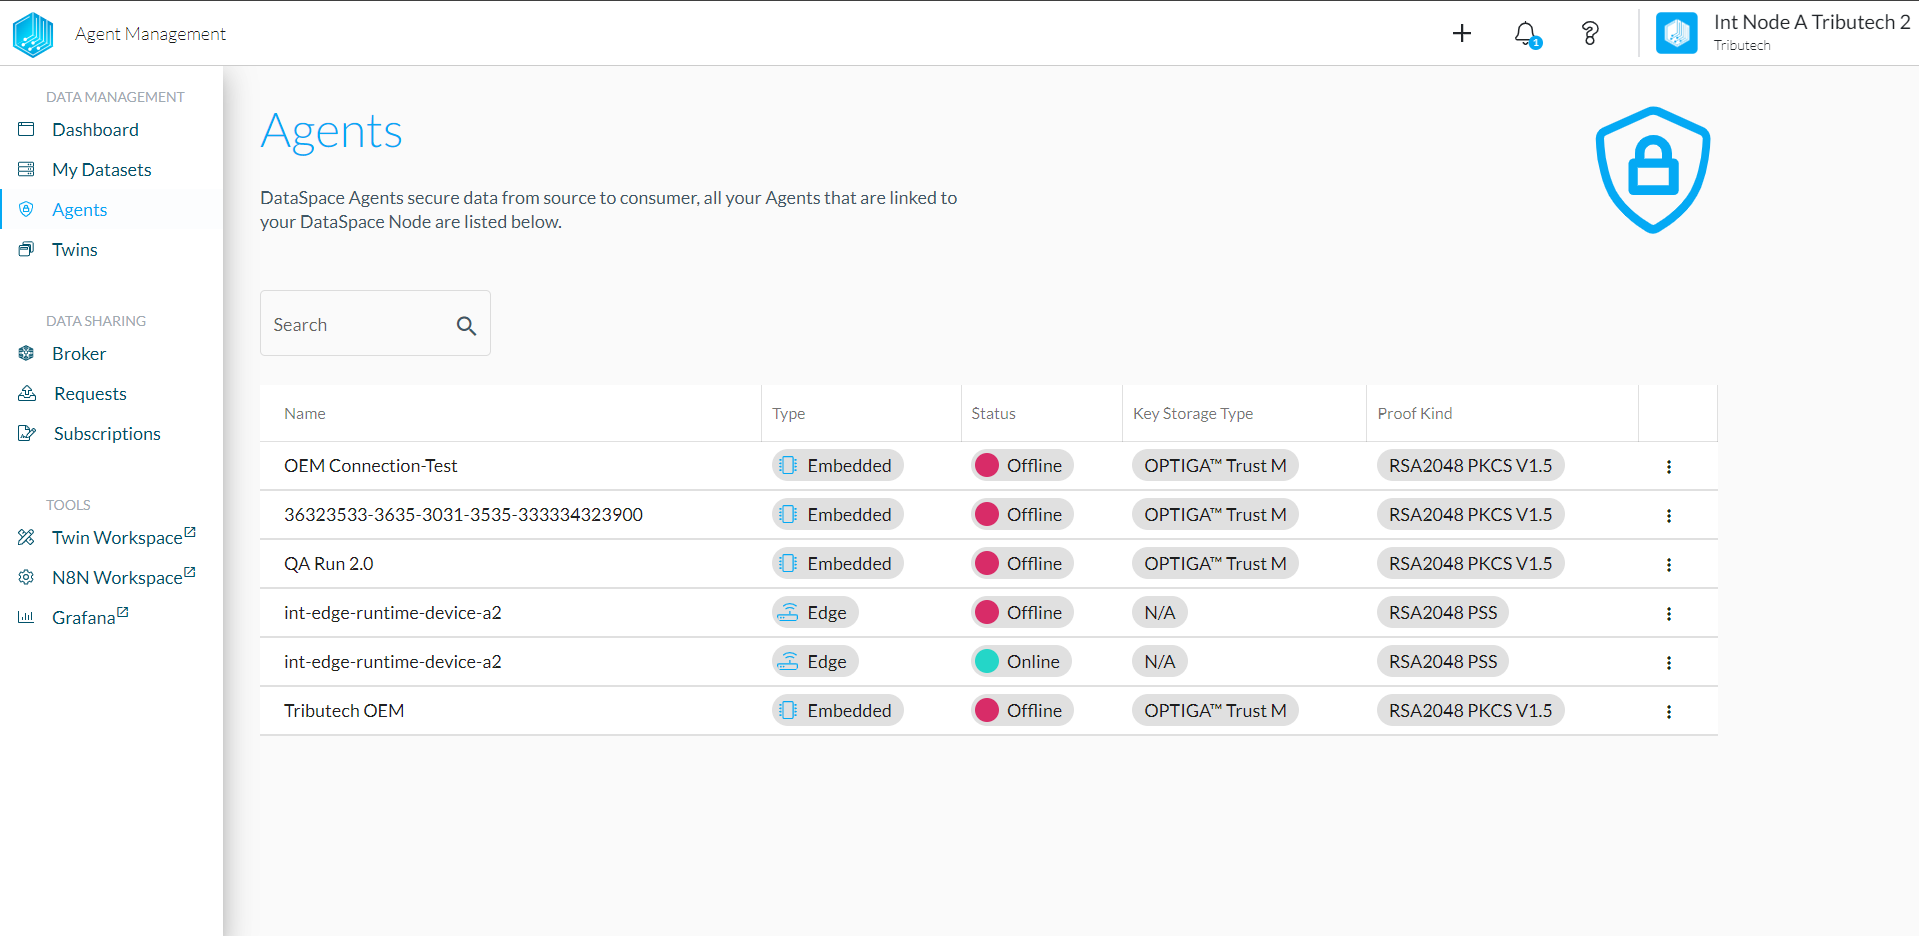 Agent Management
1
Int Node A Tributech 2
Tributech
DATA MANAGEMENT
Dashboard
My Datasets
Agents
Twins
DATA SHARING
Broker
Requests
Subscriptions
TOOLS
Twin Workspace
N8N Workspace
Grafana
Agents
DataSpace Agents secure data from source to consumer, all your Agents that are linked to
your DataSpace Node are listed below.
Search
Name Type Status Key Storage Type Proof Kind
OEM Connection-Test Embedded Offline OPTIGA™ Trust M RSA2048 PKCS V1.5
36323533-3635-3031-3535-333334323900 Embedded Offline OPTIGA™ Trust M RSA2048 PKCS V1.5
QA Run 2.0 Embedded Offline OPTIGA™ Trust M RSA2048 PKCS V1.5
int-edge-runtime-device-a2 Edge Offline N/A RSA2048 PSS
int-edge-runtime-device-a2 Edge Online N/A RSA2048 PSS
Tributech OEM Embedded Offline OPTIGA™ Trust M RSA2048 PKCS V1.5